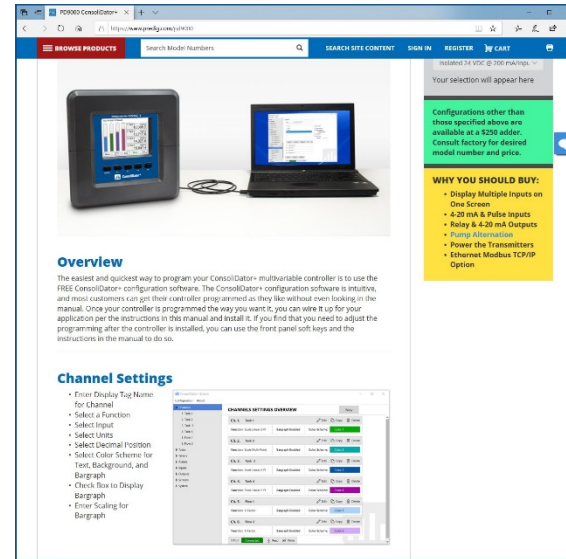 PD9000 ConsoliDator+
https://www.predig.com/pd9000
BROWSE PRODUCTS
Search Model Numbers
SEARCH SITE CONTENT
SIGN IN
REGISTER
CART
Isolated 24 VDC @ 200 mA/Inpu
Your selection will appear here
Configurations other than
those specified above are
available at a $250 adder.
Consult factory for desired
model number and price.
WHY YOU SHOULD BUY:
• Display Multiple Inputs on
One Screen
• 4-20 mA & Pulse Inputs
• Relay & 4-20 mA Outputs
• Pump Alternation
• Power the Transmitters
• Ethernet Modbus TCP/IP
Option
ConsoliDator+
Overview
The easiest and quickest way to program your ConsoliDator+ multivariable controller is to use the
FREE ConsoliDator+ configuration software. The ConsoliDator+ configuration software is intuitive,
and most customers can get their controller programmed as they like without even looking in the
manual. Once your controller is programmed the way you want it, you can wire it up for your
application per the instructions in this manual and install it. If you find that you need to adjust the
programming after the controller is installed, you can use the front panel soft keys and the
instructions in the manual to do so.
Channel Settings
• Enter Display Tag Name
for Channel
• Select a Function
• Select Input
• Select Units
• Select Decimal Position
• Select Color Scheme for
Text, Background, and
Bargraph
• Check Box to Display
Bargraph
• Enter Scaling for
Bargraph
CHANNELS SETTINGS OVERVIEW